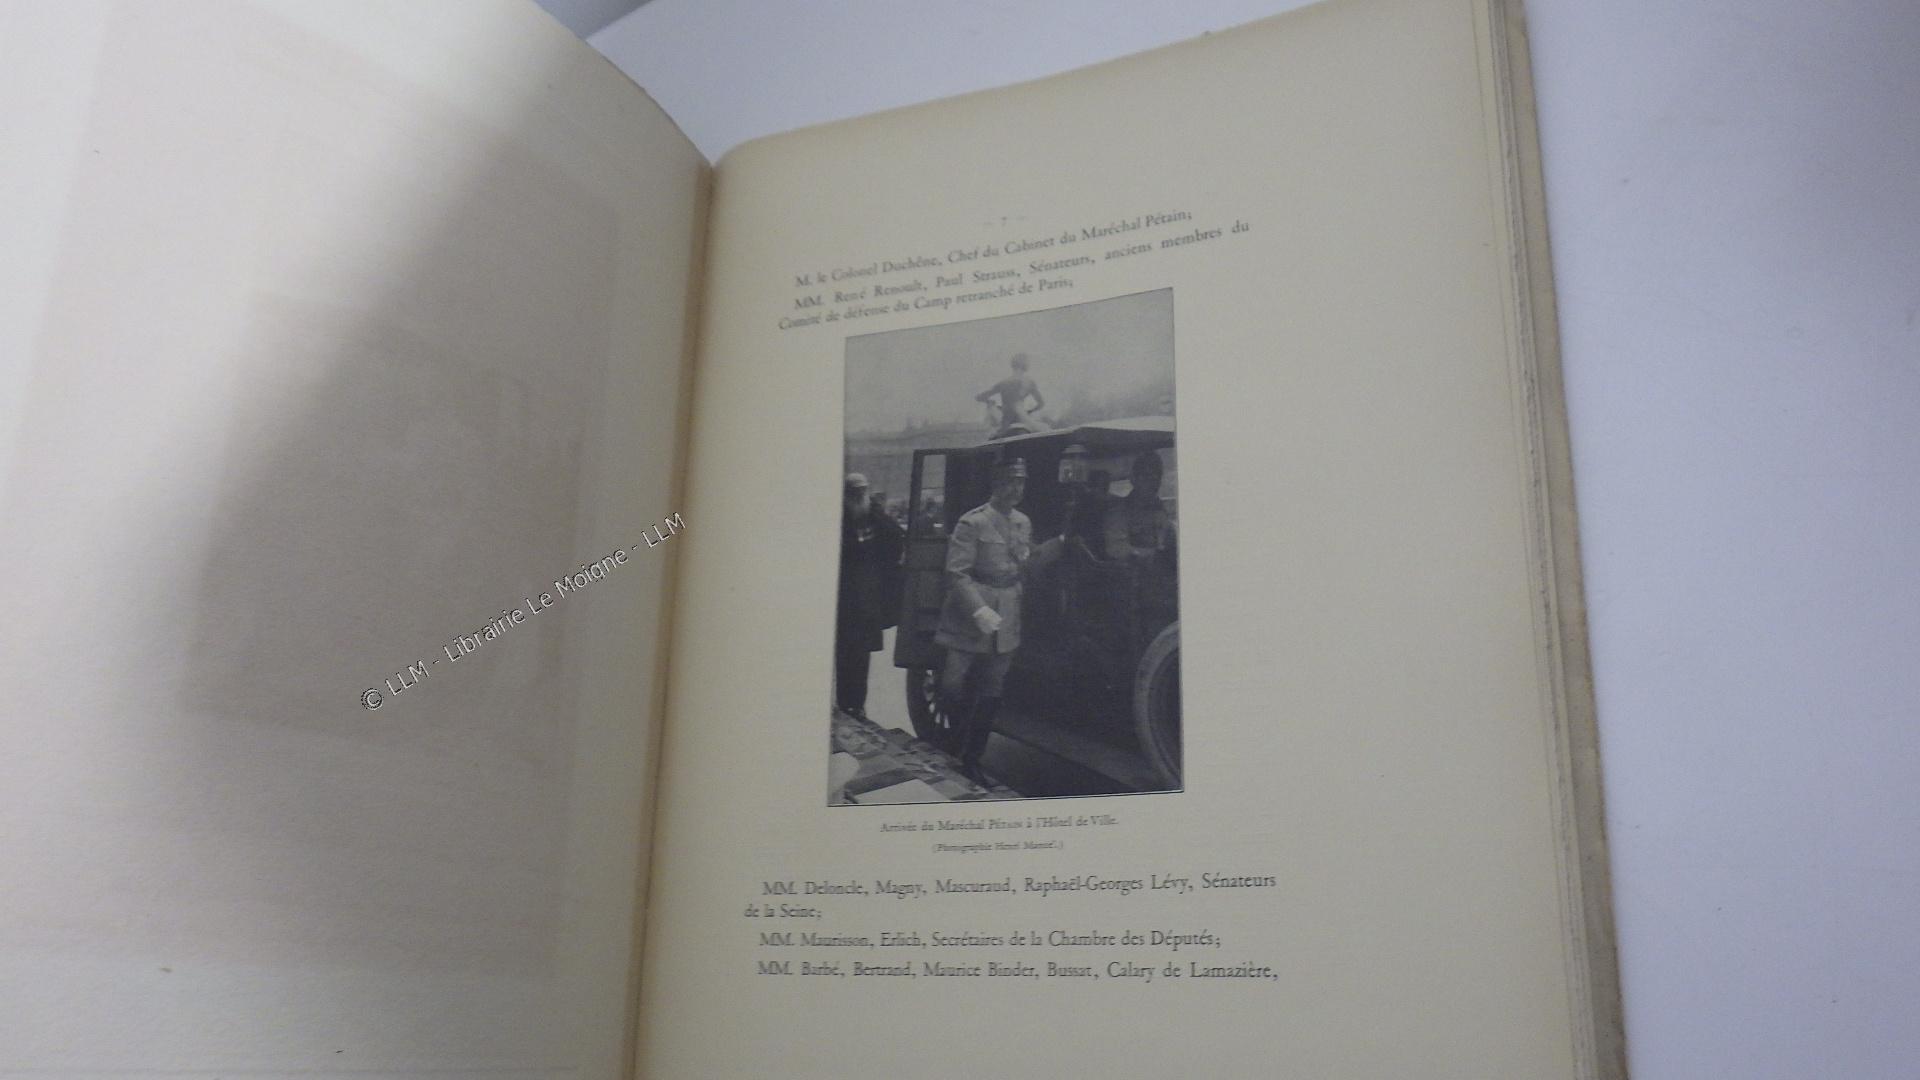 — 7 —
M. le Colonel Duchêne, Chef du Cabinet du Maréchal Pétain;
MM. René Renoult, Paul Strauss, Sénateurs, anciens membres du
Comité de défense du Camp retranché de Paris;
Arrivée du Maréchal PÉTAIN à l'Hôtel de Ville.
(Photographie Henri Manuel.)
MM. Deloncle, Magny, Mascuraud, Raphaël-Georges Lévy, Sénateurs
de la Seine;
MM. Maurisson, Erlich, Secrétaires de la Chambre des Députés;
MM. Barbé, Bertrand, Maurice Binder, Bussat, Calary de Lamazière,
© LLM - Librairie Le Moigne - LLM